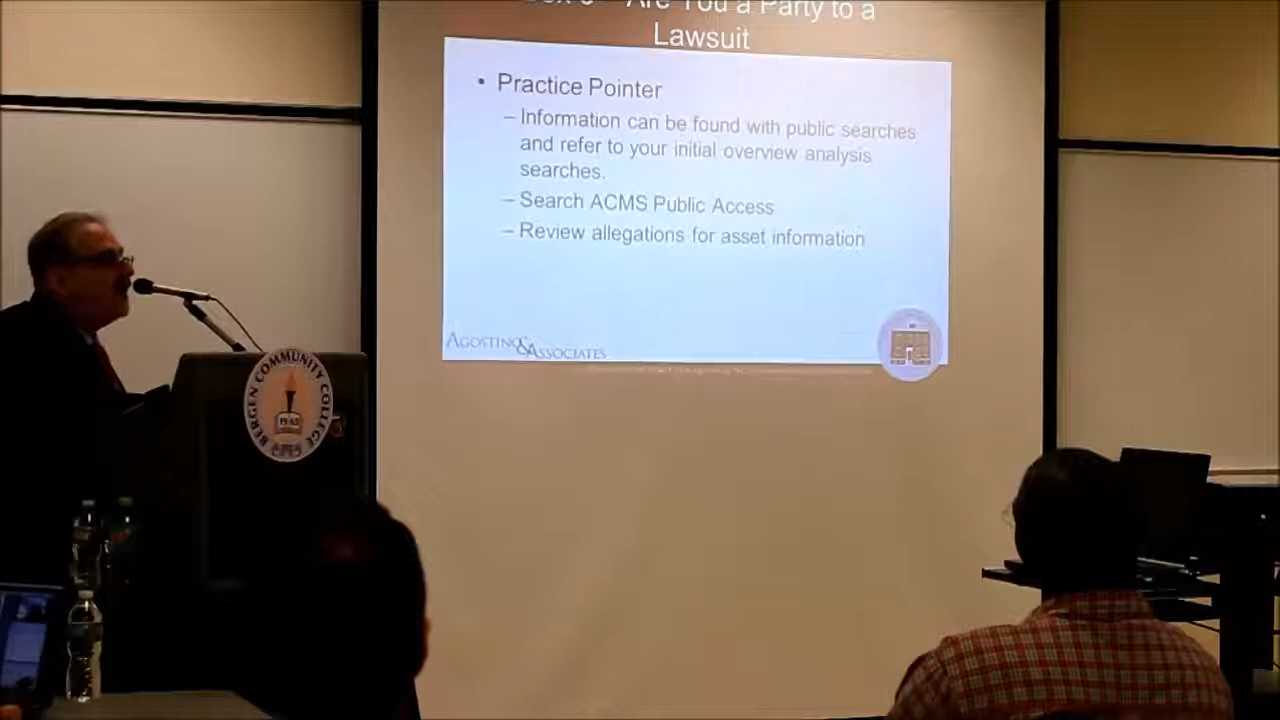 Are You a Party to a
Lawsuit
• Practice Pointer
– Information can be found with public searches
and refer to your initial overview analysis
searches.
– Search ACMS Public Access
– Review allegations for asset information
AGOSTINO & ASSOCIATES
BERGEN COMMUNITY COLLEGE